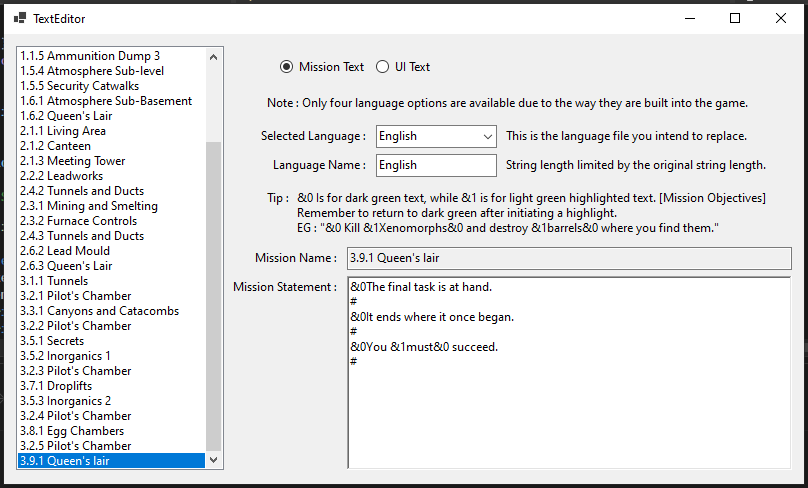 TextEditor
1.1.5 Ammunition Dump 3
1.5.4 Atmosphere Sub-level
1.5.5 Security Catwalks
1.6.1 Atmosphere Sub-Basement
1.6.2 Queen's Lair
2.1.1 Living Area
2.1.2 Canteen
2.1.3 Meeting Tower
2.2.2 Leadworks
2.4.2 Tunnels and Ducts
2.3.1 Mining and Smelting
2.3.2 Furnace Controls
2.4.3 Tunnels and Ducts
2.6.2 Lead Mould
2.6.3 Queen's Lair
3.1.1 Tunnels
3.2.1 Pilot's Chamber
3.3.1 Canyons and Catacombs
3.2.2 Pilot's Chamber
3.5.1 Secrets
3.5.2 Inorganics 1
3.2.3 Pilot's Chamber
3.7.1 Droplifts
3.5.3 Inorganics 2
3.2.4 Pilot's Chamber
3.8.1 Egg Chambers
3.2.5 Pilot's Chamber
3.9.1 Queen's lair
Mission Text UI Text
Note : Only four language options are available due to the way they are built into the game.
Selected Language : English This is the language file you intend to replace.
Language Name : English String length limited by the original string length.
Tip : &0 Is for dark green text, while &1 is for light green highlighted text. [Mission Objectives]
Remember to return to dark green after initiating a highlight.
EG : "&0 Kill &1Xenomorphs&0 and destroy &1barrels&0 where you find them."
Mission Name : 3.9.1 Queen's lair
Mission Statement : &0The final task is at hand.
#
&0It ends where it once began.
#
&0You &1must&0 succeed.
#